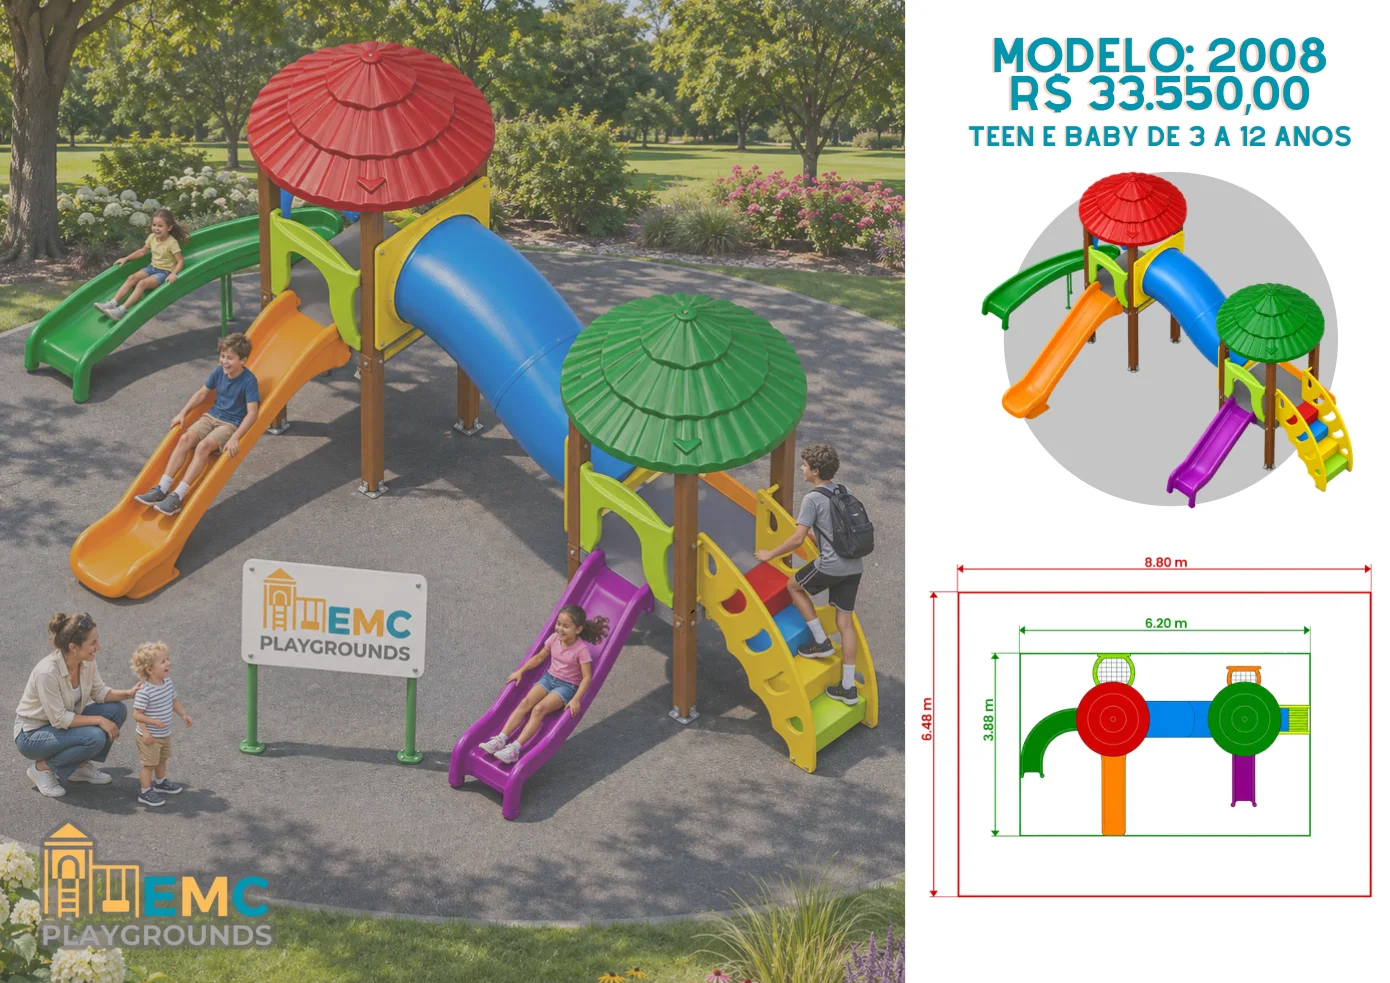 MODELO: 2008
R$ 33.550,00
TEEN E BABY DE 3 A 12 ANOS
EMC
PLAYGROUNDS
EMC
PLAYGROUNDS
8.80 m
6.20 m
6.48 m
3.88 m